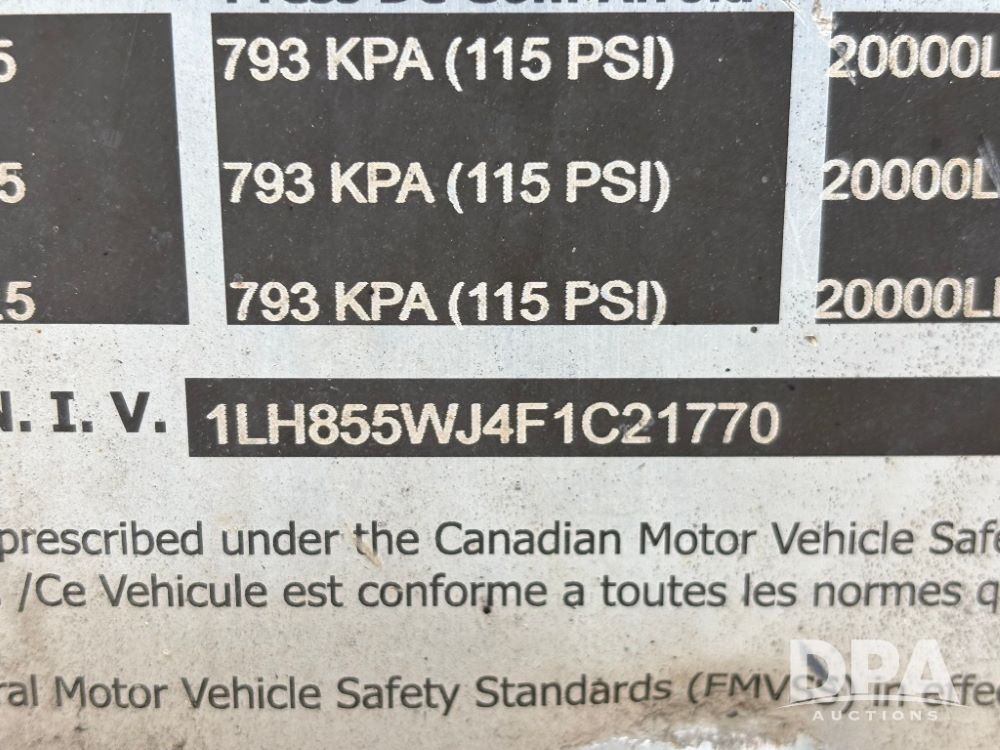 5 793 KPA (115 PSI) 20000L
5 793 KPA (115 PSI) 20000L
.5 793 KPA (115 PSI) 20000L
N. I. V. 1LH855WJ4F1C21770
prescribed under the Canadian Motor Vehicle Safe
/Ce Vehicule est conforme a toutes les normes q
ral Motor Vehicle Safety Standards (FMVSS) in effec
DPA
AUCTIONS